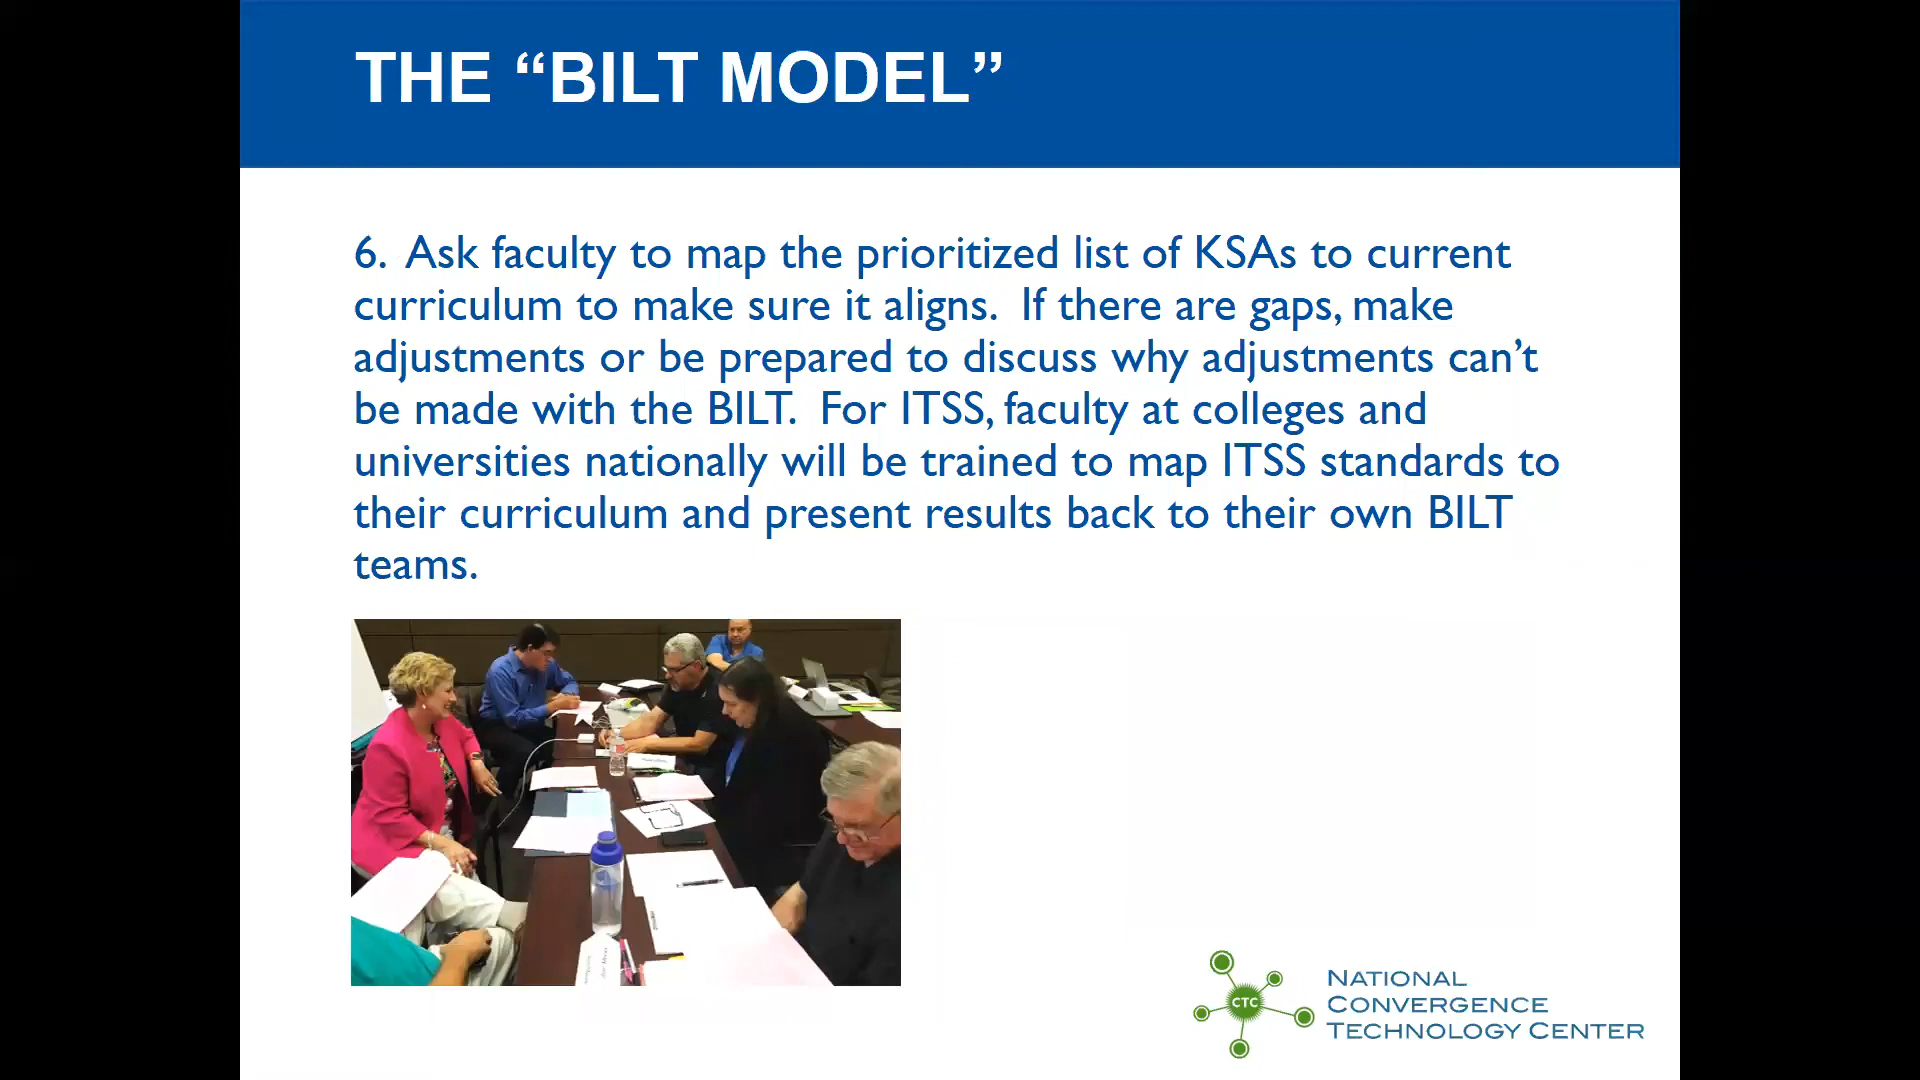 THE “BILT MODEL”
6. Ask faculty to map the prioritized list of KSAs to current
curriculum to make sure it aligns. If there are gaps, make
adjustments or be prepared to discuss why adjustments can’t
be made with the BILT. For ITSS, faculty at colleges and
universities nationally will be trained to map ITSS standards to
their curriculum and present results back to their own BILT
teams.
CTC
NATIONAL
CONVERGENCE
TECHNOLOGY CENTER